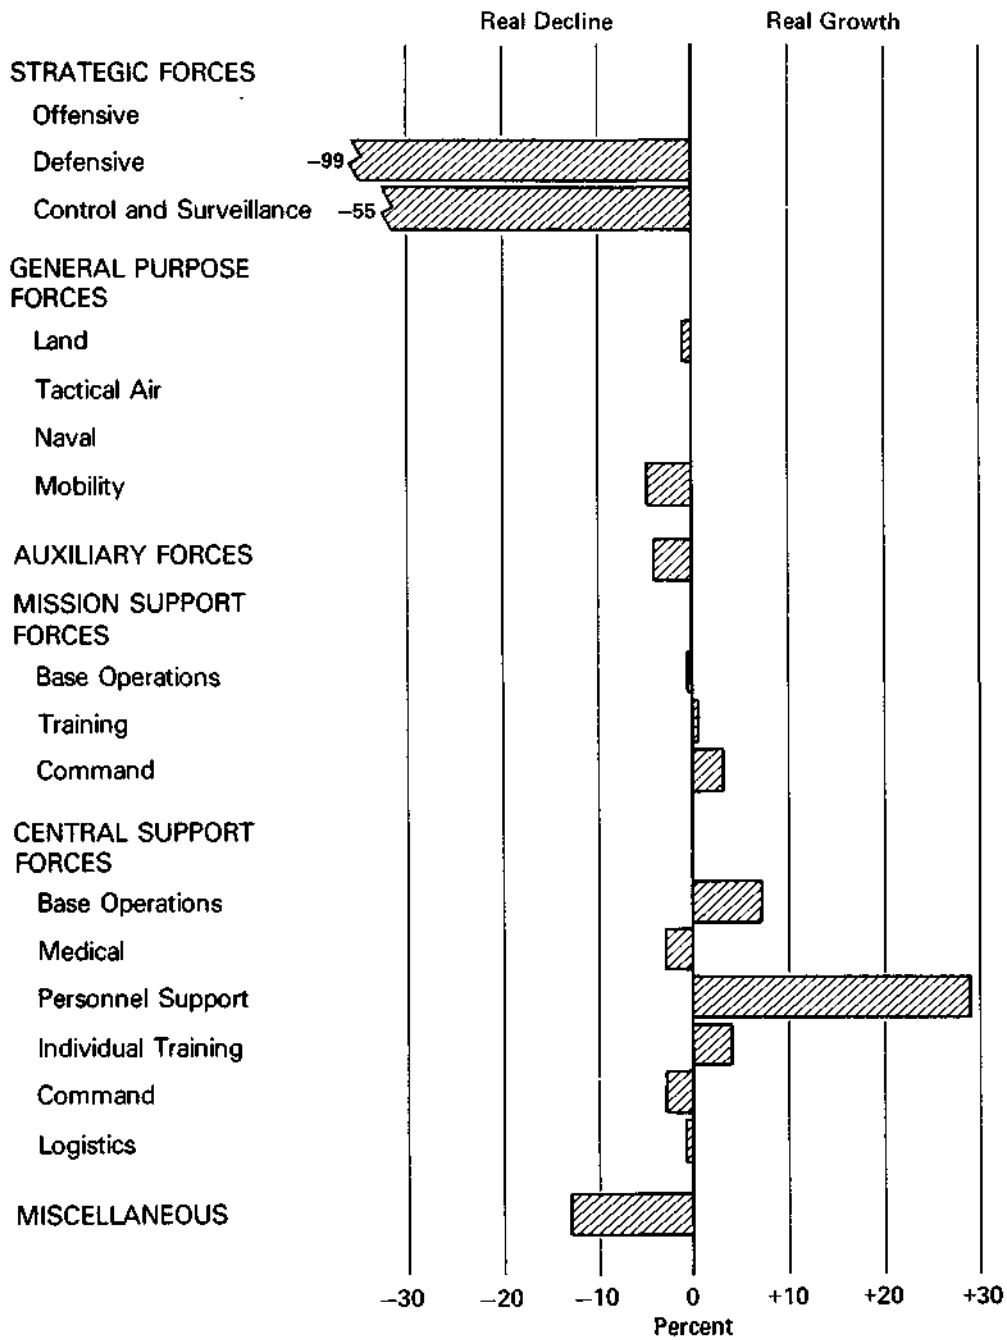 Real Decline Real Growth
STRATEGIC FORCES
Offensive
Defensive −99
Control and Surveillance −55
GENERAL PURPOSE
FORCES
Land
Tactical Air
Naval
Mobility
AUXILIARY FORCES
MISSION SUPPORT
FORCES
Base Operations
Training
Command
CENTRAL SUPPORT
FORCES
Base Operations
Medical
Personnel Support
Individual Training
Command
Logistics
MISCELLANEOUS
−30 −20 −10 0 +10 +20 +30
Percent